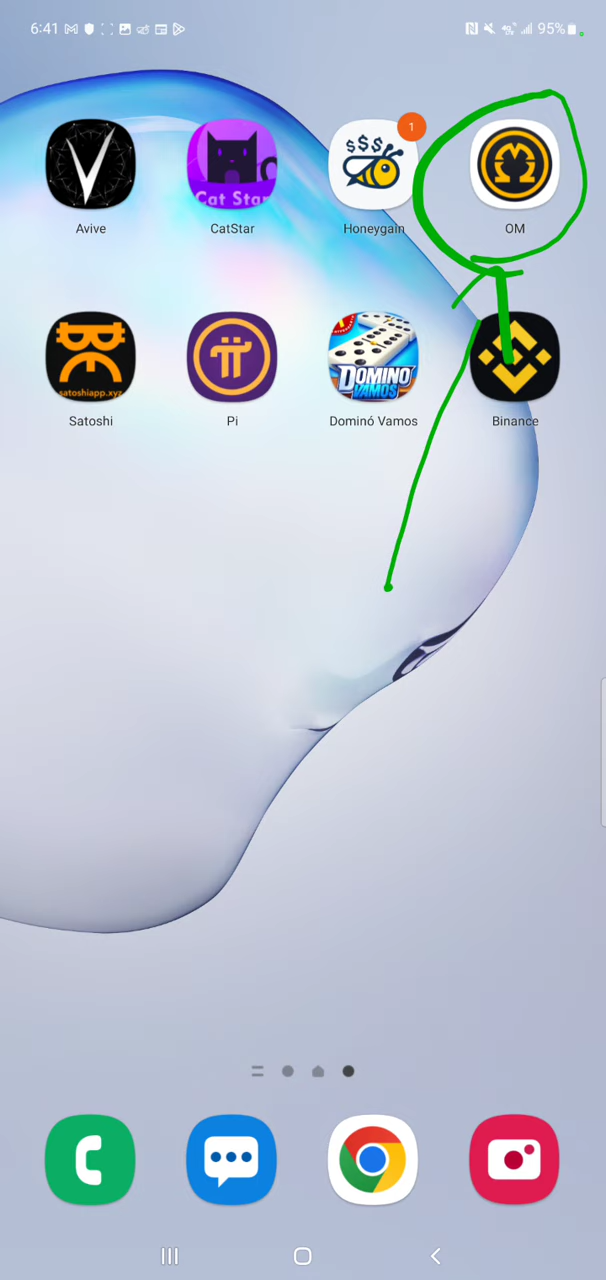 6:41 95%
1
$$$
Cat Star
Avive CatStar Honeygain OM
satoshiapp.xyz
DOMINO
VAMOS
Satoshi Pi Dominó Vamos Binance